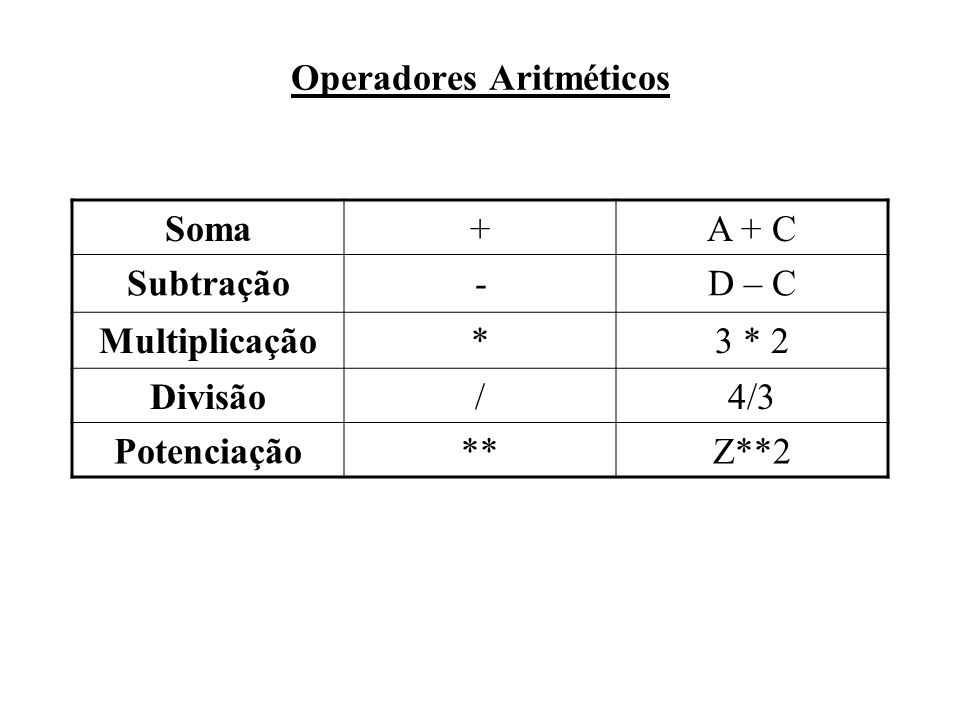 Operadores Aritméticos
Soma + A + C
Subtração - D – C
Multiplicação * 3 * 2
Divisão / 4/3
Potenciação ** Z**2